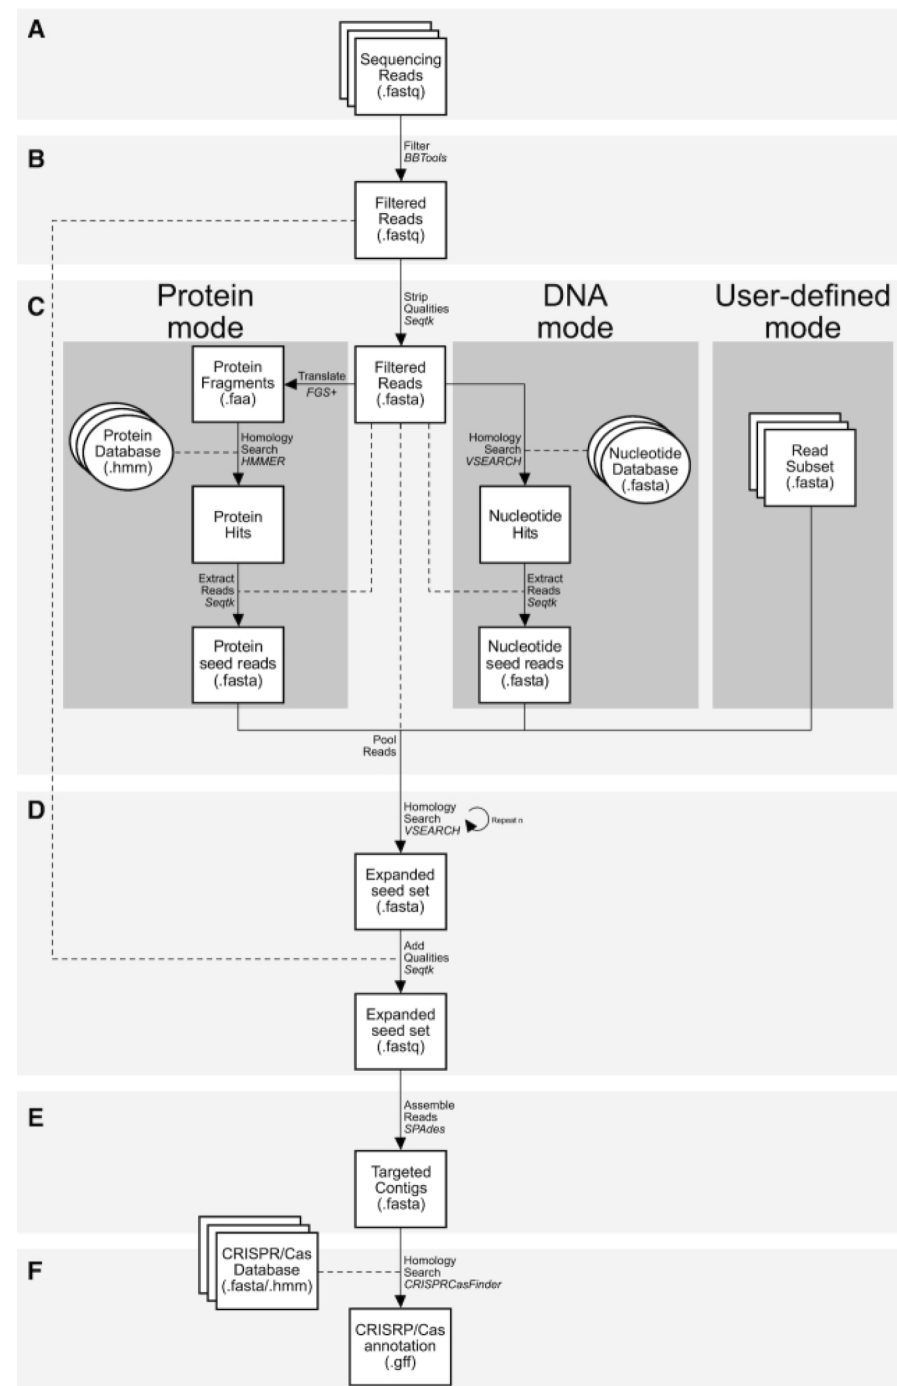 A
Sequencing
Reads
(.fastq)
B
Filter
BBTools
Filtered
Reads
(.fastq)
C
Protein
mode
DNA
mode
User-defined
mode
Strip
Qualities
Seqtk
Protein
Fragments
(.faa)
Translate
FGS+
Filtered
Reads
(.fasta)
Protein
Database
(.hmm)
Homology
Search
HMMER
Homology
Search
VSEARCH
Nucleotide
Database
(.fasta)
Read
Subset
(.fasta)
Protein
Hits
Nucleotide
Hits
Extract
Reads
Seqtk
Extract
Reads
Seqtk
Protein
seed reads
(.fasta)
Nucleotide
seed reads
(.fasta)
Pool
Reads
D
Homology
Search
VSEARCH
Repeat n
Expanded
seed set
(.fasta)
Add
Qualities
Seqtk
Expanded
seed set
(.fastq)
E
Assemble
Reads
SPAdes
Targeted
Contigs
(.fasta)
F
CRISPR/Cas
Database
(.fasta/.hmm)
Homology
Search
CRISPRCasFinder
CRISRP/Cas
annotation
(.gff)